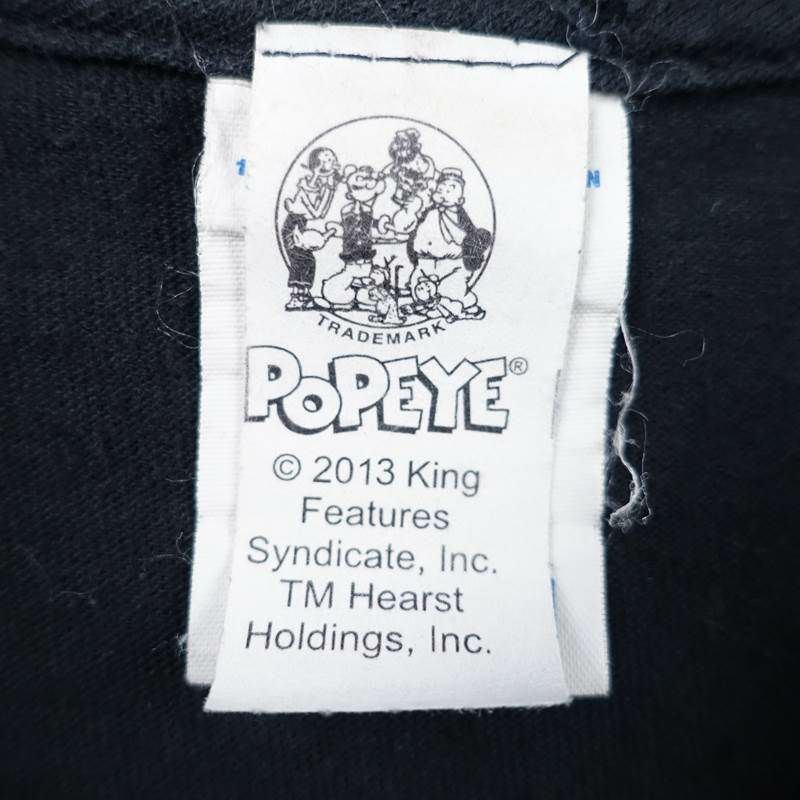 TRADEMARK
POPEYE®
© 2013 King
Features
Syndicate, Inc.
TM Hearst
Holdings, Inc.